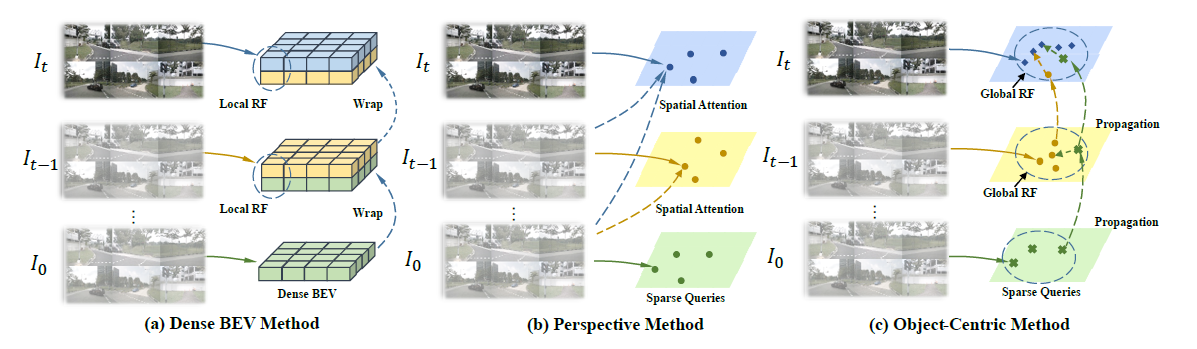 I_t
Local RF
Wrap
I_{t-1}
Local RF
Wrap
⋮
I_0
Dense BEV
(a) Dense BEV Method
I_t
Spatial Attention
I_{t-1}
Spatial Attention
⋮
I_0
Sparse Queries
(b) Perspective Method
I_t
Global RF
Propagation
I_{t-1}
Global RF
⋮
Propagation
I_0
Sparse Queries
(c) Object-Centric Method